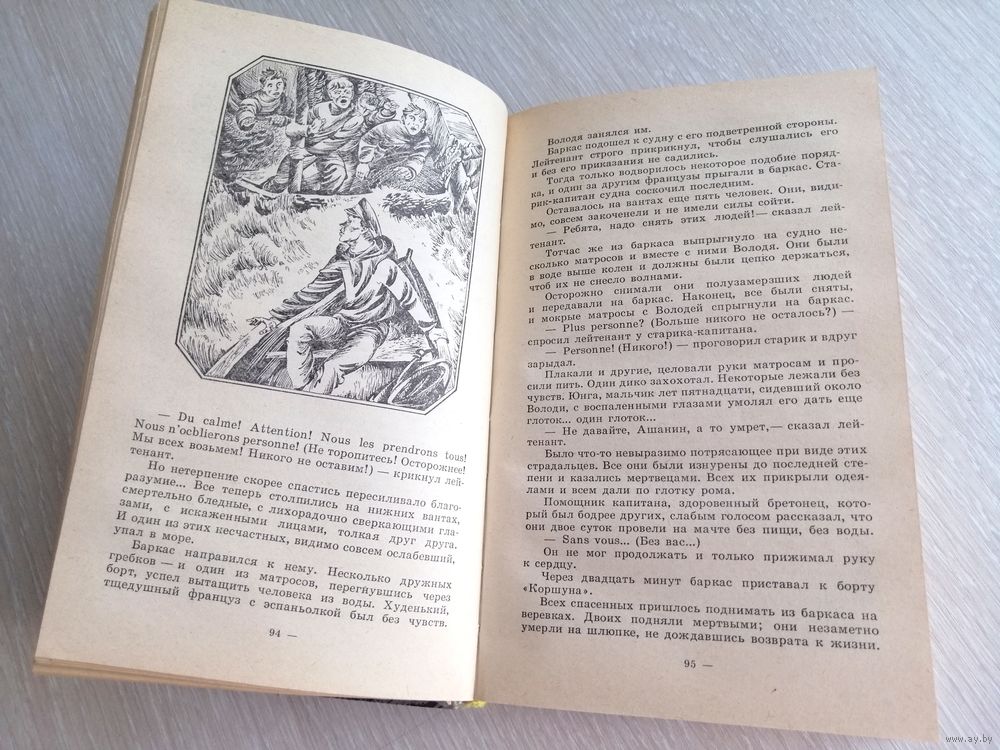 — Du calme! Attention! Nous les prendrons tous!
Nous n'ocblierons personne! (Не торопитесь! Осторожнее!
Мы всех возьмем! Никого не оставим!) — крикнул лей-
тенант.
Но нетерпение скорее спастись пересиливало благо-
разумие... Все теперь столпились на нижних вантах,
смертельно бледные, с лихорадочно сверкающими гла-
зами, с искаженными лицами, толкая друг друга.
И один из этих несчастных, видимо совсем ослабевший,
упал в море.
Баркас направился к нему. Несколько дружных
гребков — и один из матросов, перегнувшись через
борт, успел вытащить человека из воды. Худенький,
тщедушный француз с эспаньолкой был без чувств.
94 —
Володя занялся им.
Баркас подошел к судну с его подветренной стороны.
Лейтенант строго прикрикнул, чтобы слушались его
и без его приказания не садились.
Тогда только водворилось некоторое подобие поряд-
ка, и один за другим французы прыгали в баркас. Ста-
рик-капитан судна соскочил последним.
Оставалось на вантах еще пять человек. Они, види-
мо, совсем закоченели и не имели силы сойти.
— Ребята, надо снять этих людей!— сказал лей-
тенант.
Тотчас же из баркаса выпрыгнуло на судно не-
сколько матросов и вместе с ними Володя. Они были
в воде выше колен и должны были цепко держаться,
чтоб их не снесло волнами.
Осторожно снимали они полузамерзших людей
и передавали на баркас. Наконец, все были сняты,
и мокрые матросы с Володей спрыгнули на баркас.
— Plus personne? (Больше никого не осталось?) —
спросил лейтенант у старика-капитана.
— Personne! (Никого!) — проговорил старик и вдруг
зарыдал.
Плакали и другие, целовали руки матросам и про-
сили пить. Один дико захохотал. Некоторые лежали без
чувств. Юнга, мальчик лет пятнадцати, сидевший около
Володи, с воспаленными глазами умолял его дать еще
глоток... один глоток...
— Не давайте, Ашанин, а то умрет,— сказал лей-
тенант.
Было что-то невыразимо потрясающее при виде этих
страдальцев. Все они были изнурены до последней сте-
пени и казались мертвецами. Всех их прикрыли одея-
лами и всем дали по глотку рома.
Помощник капитана, здоровенный бретонец, кото-
рый был бодрее других, слабым голосом рассказал, что
они двое суток провели на мачте без пищи, без воды.
— Sans vous... (Без вас...)
Он не мог продолжать и только прижимал руку
к сердцу.
Через двадцать минут баркас приставал к борту
«Коршуна».
Всех спасенных пришлось поднимать из баркаса на
веревках. Двоих подняли мертвыми; они незаметно
умерли на шлюпке, не дождавшись возврата к жизни.
95 —
www.ay.by